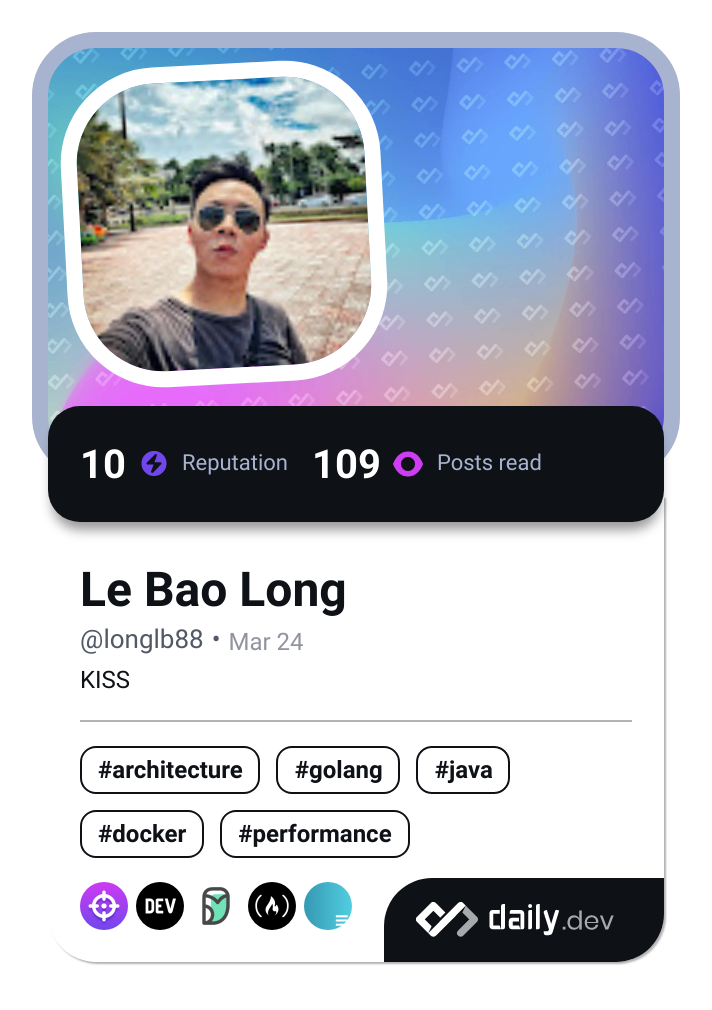 10 Reputation 109 Posts read
Le Bao Long
@longlb88 • Mar 24
KISS
#architecture #golang #java
#docker #performance
DEV daily.dev